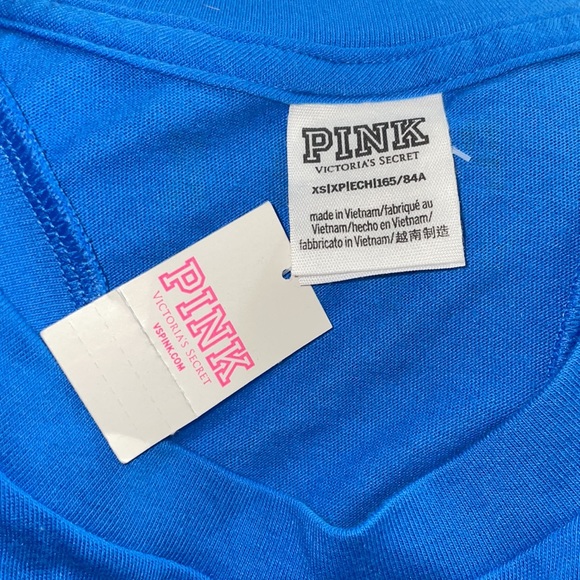 PINK
VICTORIA'S SECRET
XS|XP|ECH|165/84A
made in Vietnam/fabriqué au
Vietnam/hecho en Vietnam/
fabbricato in Vietnam/越南制造
PINK
VICTORIA'S SECRET
VSPINK.COM